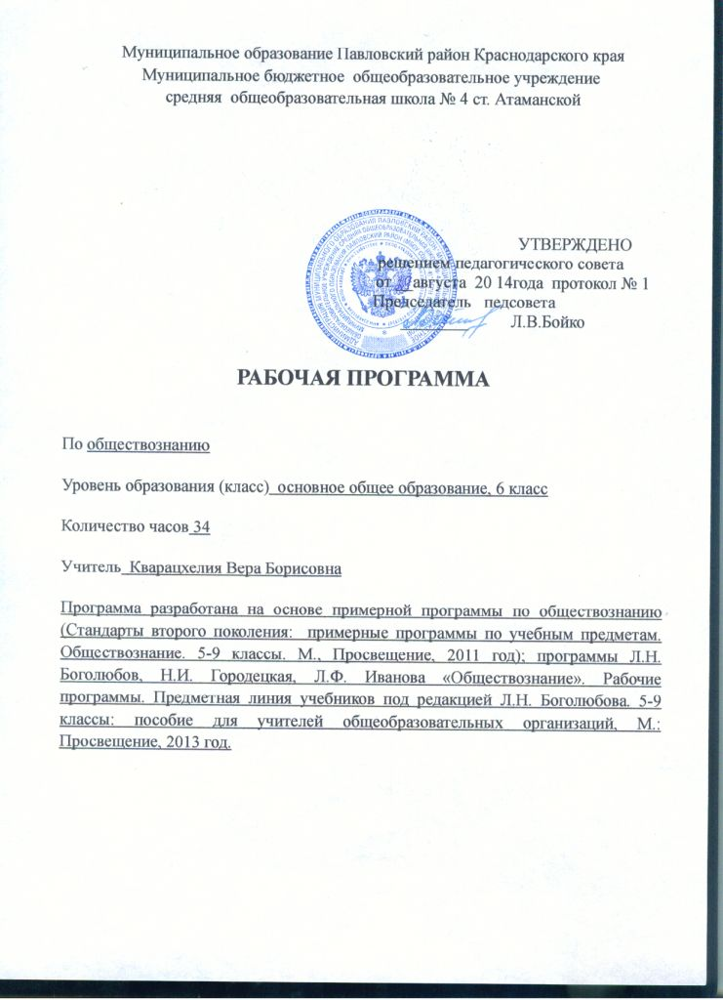 Муниципальное образование Павловский район Краснодарского края
Муниципальное бюджетное общеобразовательное учреждение
средняя общеобразовательная школа № 4 ст. Атаманской
УТВЕРЖДЕНО
решением педагогического совета
от августа 20 14года протокол № 1
Председатель педсовета
Л.В.Бойко
РАБОЧАЯ ПРОГРАММА
По обществознанию
Уровень образования (класс) основное общее образование, 6 класс
Количество часов 34
Учитель Кварацхелия Вера Борисовна
Программа разработана на основе примерной программы по обществознанию
(Стандарты второго поколения: примерные программы по учебным предметам.
Обществознание. 5-9 классы. М., Просвещение, 2011 год); программы Л.Н.
Боголюбов, Н.И. Городецкая, Л.Ф. Иванова «Обществознание». Рабочие
программы. Предметная линия учебников под редакцией Л.Н. Боголюбова. 5-9
классы: пособие для учителей общеобразовательных организаций, М.:
Просвещение, 2013 год.